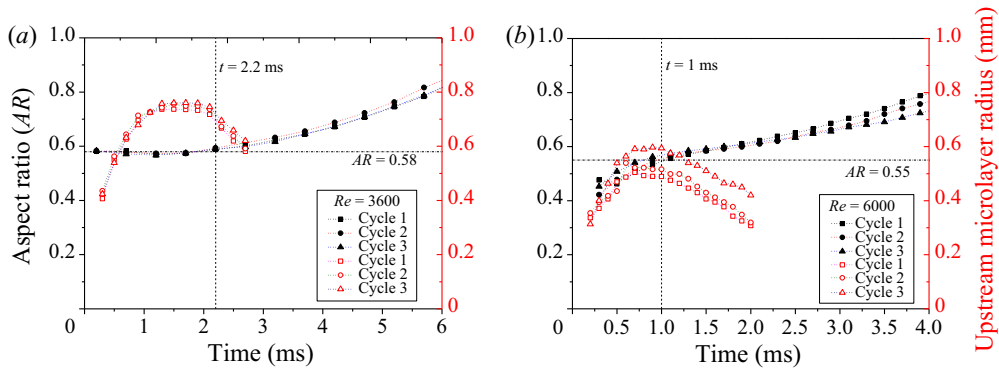 (a)
1.0
0.8
0.6
0.4
0.2
0
Aspect ratio (AR)
t = 2.2 ms
AR = 0.58
Re = 3600
Cycle 1
Cycle 2
Cycle 3
Cycle 1
Cycle 2
Cycle 3
1.0
0.8
0.6
0.4
0.2
0
1 2 3 4 5 6
Time (ms)
(b)
1.0
0.8
0.6
0.4
0.2
0
t = 1 ms
AR = 0.55
Re = 6000
Cycle 1
Cycle 2
Cycle 3
Cycle 1
Cycle 2
Cycle 3
1.0
0.8
0.6
0.4
0.2
0
0.5 1.0 1.5 2.0 2.5 3.0 3.5 4.0
Time (ms)
Upstream microlayer radius (mm)